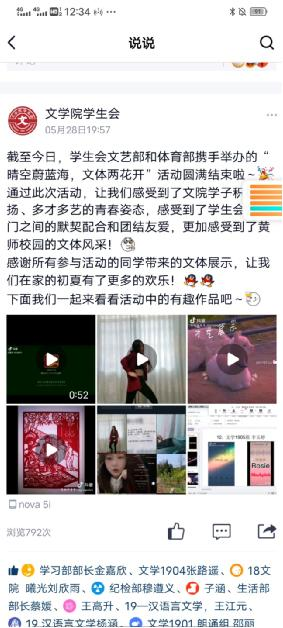 12:34
说说
文学院学生会
05月28日19:57
截至今日，学生会文艺部和体育部携手举办的“
晴空蔚蓝海，文体两花开”活动圆满结束啦~
通过此次活动，让我们感受到了文院学子积
扬、多才多艺的青春姿态，感受到了学生会
门之间的默契配合和团结友爱，更加感受到了黄
师校园的文体风采！
感谢所有参与活动的同学带来的文体展示，让我
们在家的初夏有了更多的欢乐！
下面我们一起来看看活动中的有趣作品吧~
0:52
抖音
Rosie
nova 5i
浏览792次
学习部部长金嘉欣、文学1904张路遥、18文
院 曦光刘欣雨、纪检部穆遵义、子涵、生活部
部长蔡媛、王高升、19—汉语言文学，王江元、
19.汉语言文学杨涵、文学1901.鲍通组.邵丽